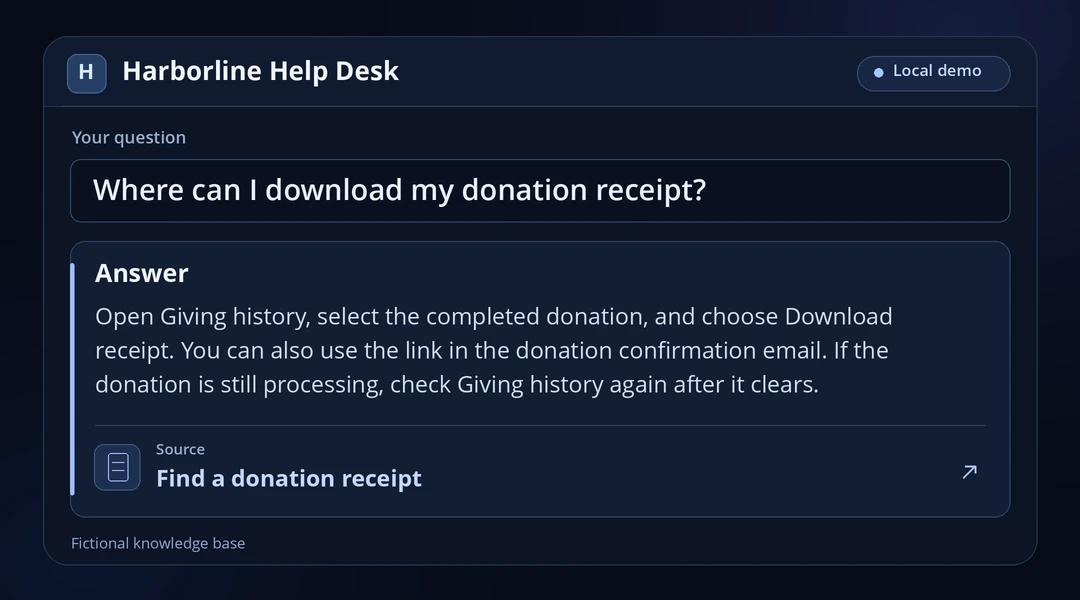 H Harborline Help Desk
Local demo
Your question
Where can I download my donation receipt?
Answer
Open Giving history, select the completed donation, and choose Download
receipt. You can also use the link in the donation confirmation email. If the
donation is still processing, check Giving history again after it clears.
Source
Find a donation receipt
Fictional knowledge base